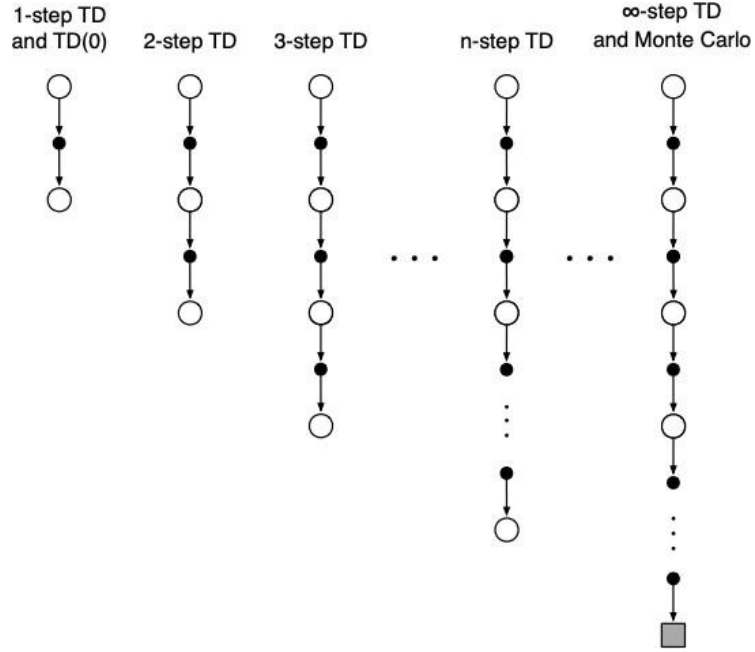 1-step TD
and TD(0)
2-step TD
3-step TD
n-step TD
∞-step TD
and Monte Carlo